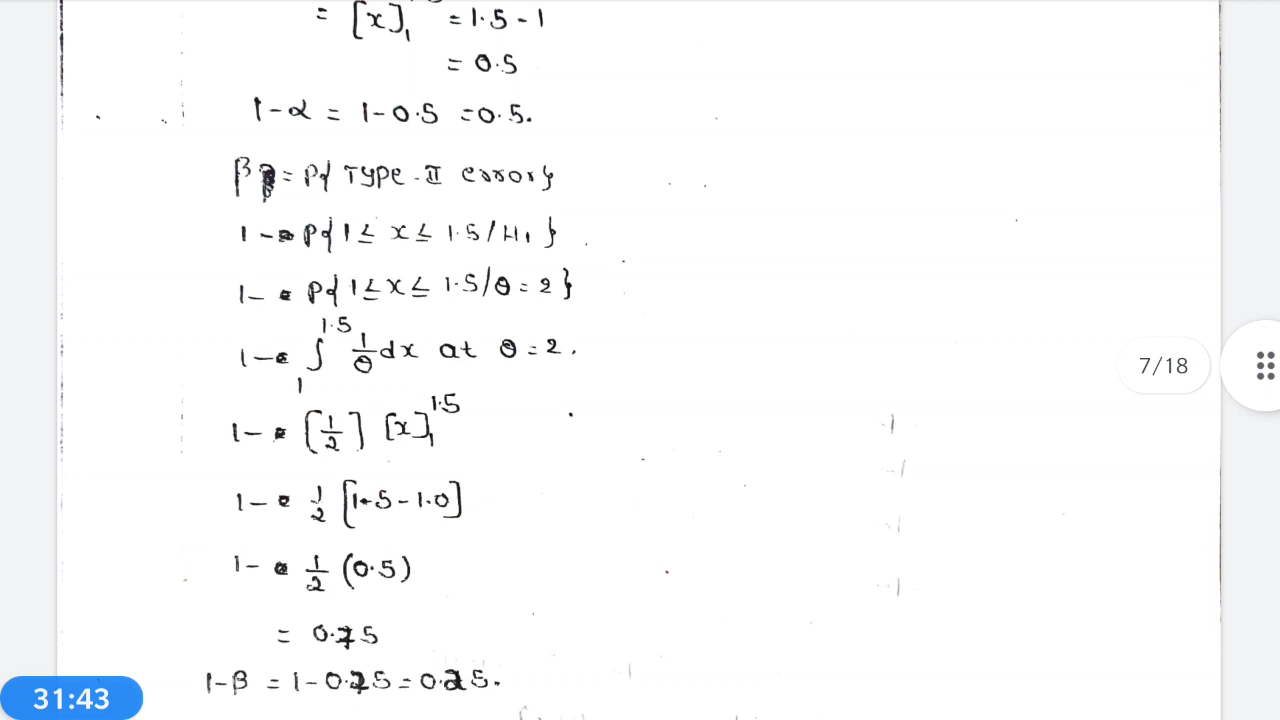 = [x]₁ = 1.5 - 1
= 0.5
1-α = 1-0.5 = 0.5.
β = P{ TYPE-II error}
1 - P{1 ≤ x ≤ 1.5/H₁}
1 - P{1 ≤ x ≤ 1.5/θ = 2}
1 - ∫₁^1.5 1/θ dx at θ = 2.
1 - [1/2] [x]₁^1.5
1 - 1/2 [1.5-1.0]
1 - 1/2 (0.5)
= 0.75
1-β = 1-0.75 = 0.25.
7/18
31:43